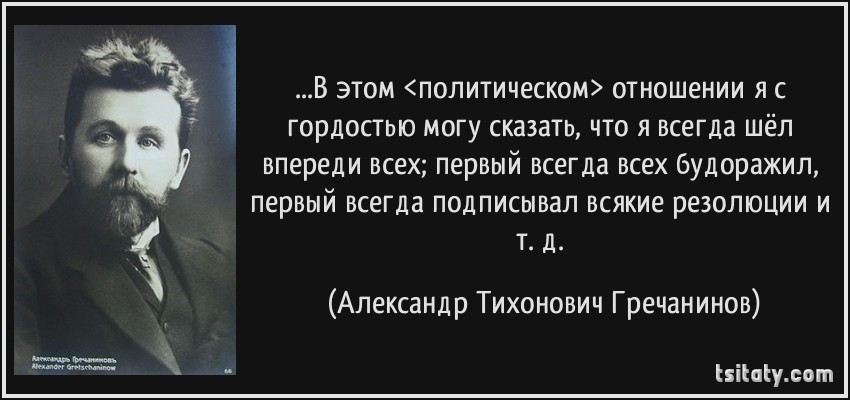 ...В этом <политическом> отношении я с
гордостью могу сказать, что я всегда шёл
впереди всех; первый всегда всех будоражил,
первый всегда подписывал всякие резолюции и
т. д.
(Александр Тихонович Гречанинов)
Александръ Гречаниновъ
Alexander Gretschaninow
66
tsitaty.com